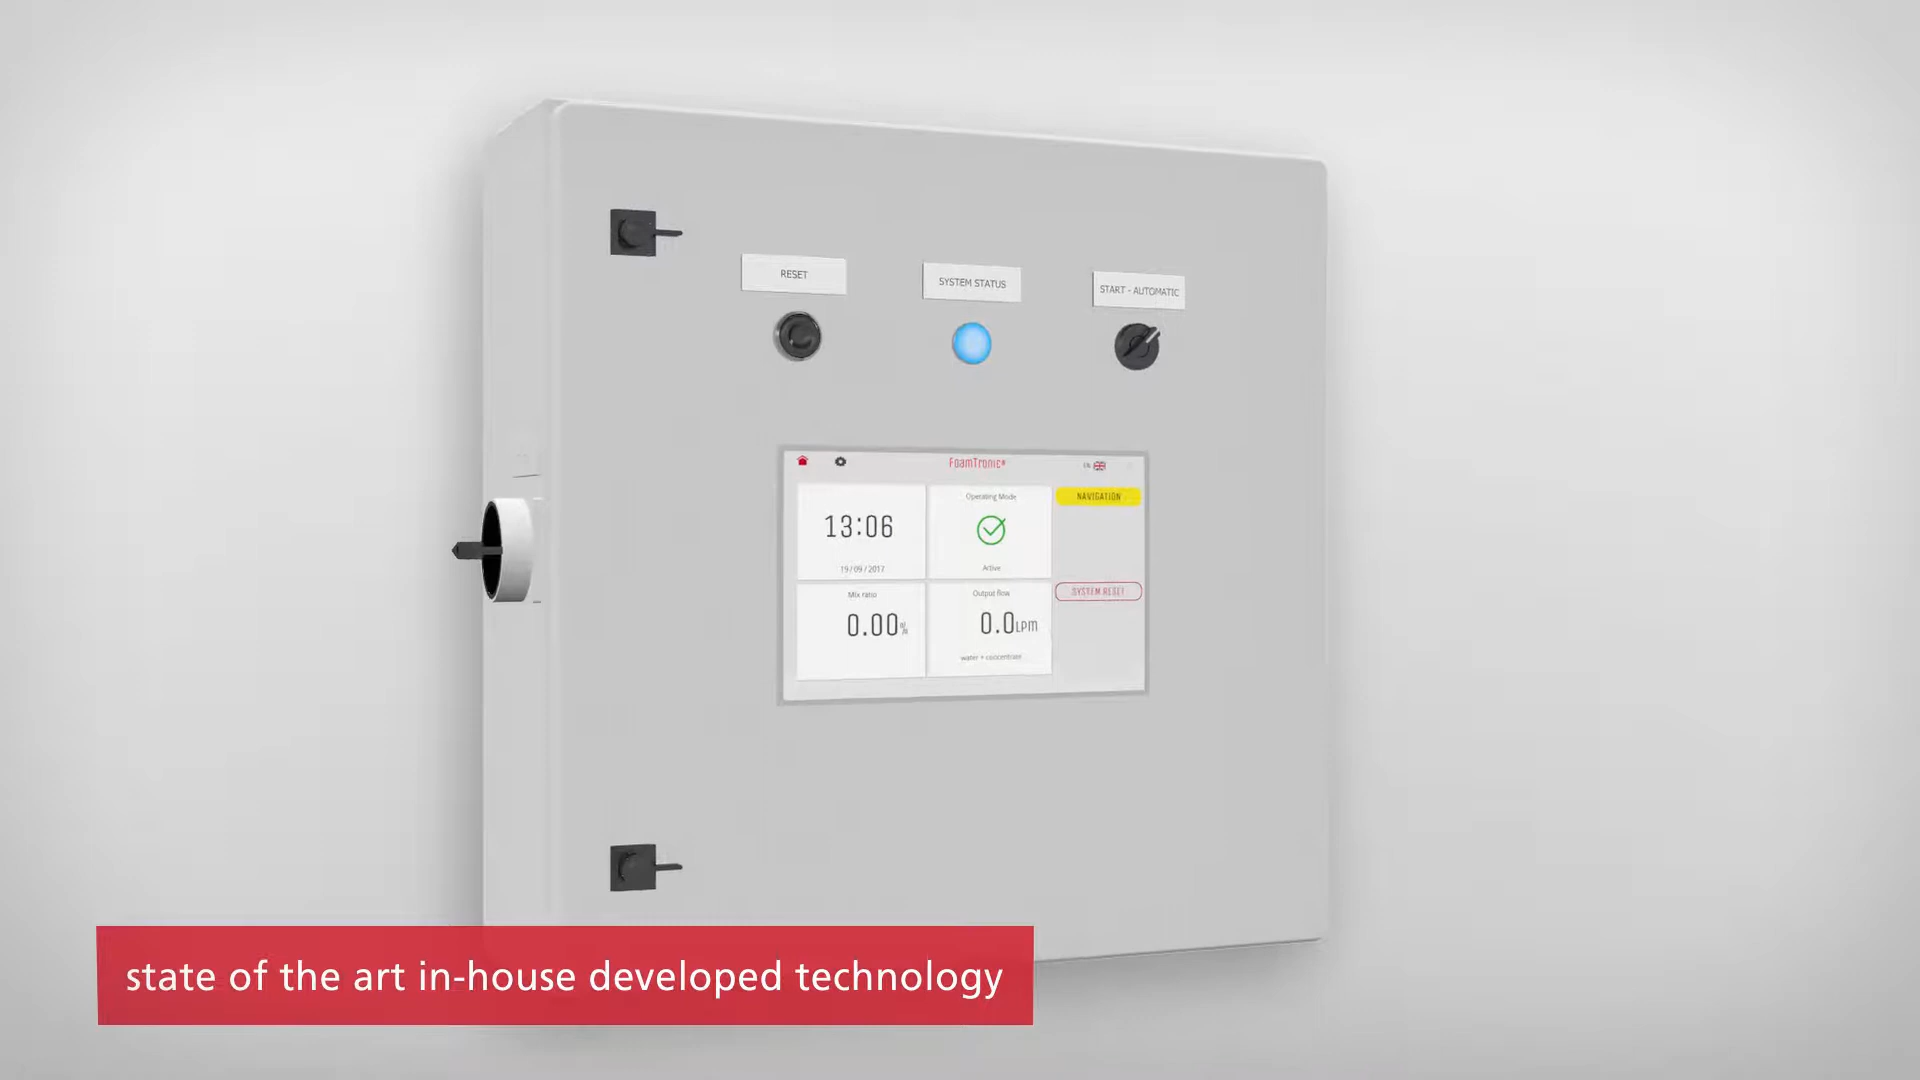 RESET
SYSTEM STATUS
START - AUTOMATIC
FoamTronic®
EN
13:06
19/09/2017
Operating Mode
Active
NAVIGATION
Mix ratio
0.00%
Output flow
0.0LPM
water + concentrate
SYSTEM RESET
state of the art in-house developed technology